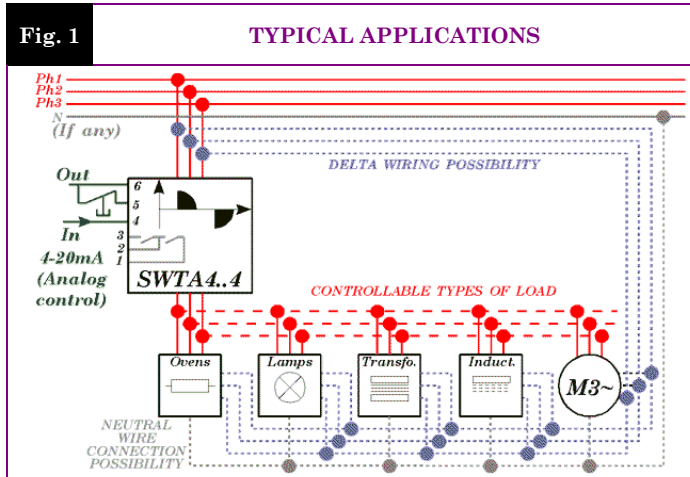 Fig. 1
TYPICAL APPLICATIONS
Ph1
Ph2
Ph3
N
(If any)
DELTA WIRING POSSIBILITY
Out
6
5
4
In
3
2
1
4-20mA
(Analog
control)
SWTA4..4
CONTROLLABLE TYPES OF LOAD
Ovens
Lamps
Transfo.
Induct.
M3~
NEUTRAL
WIRE
CONNECTION
POSSIBILITY